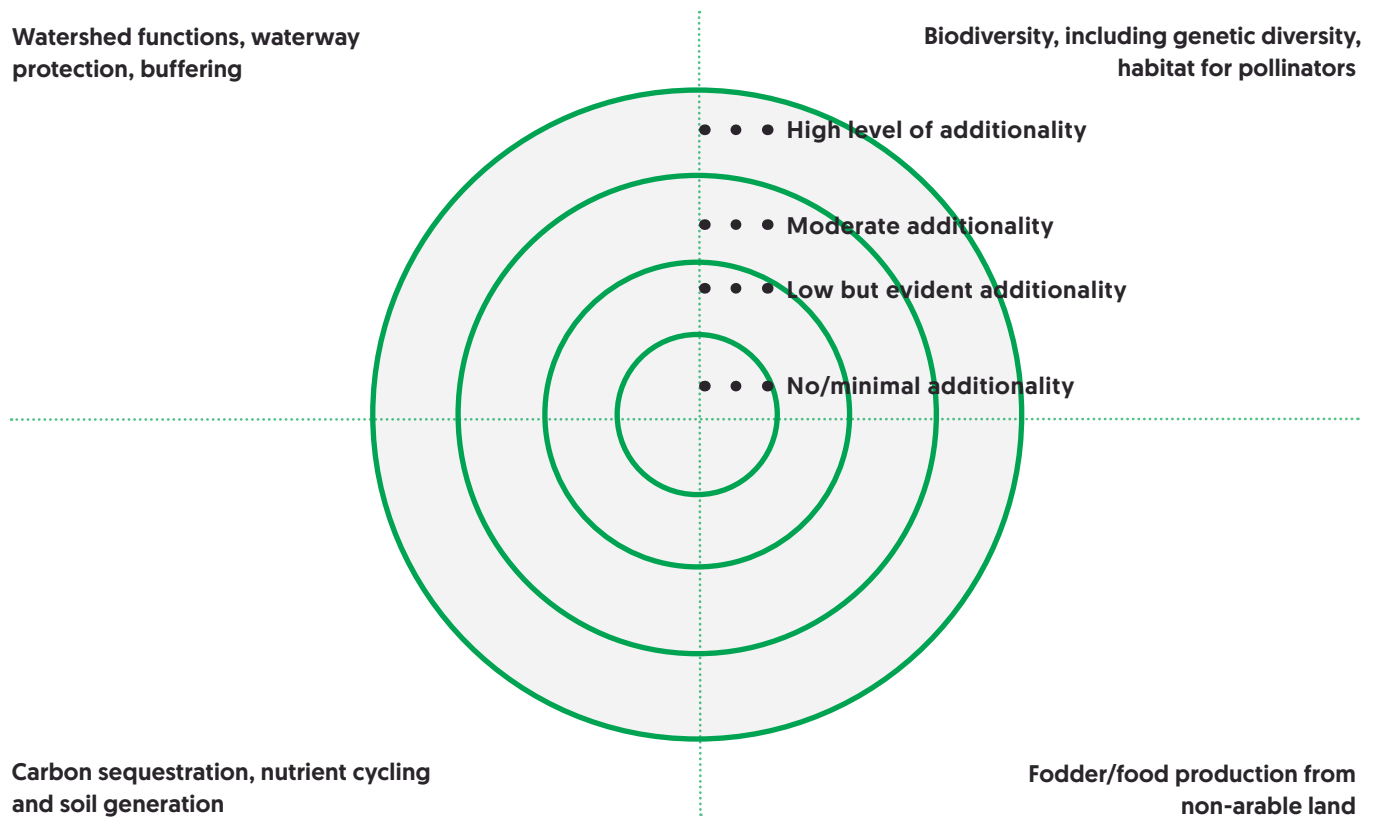 Watershed functions, waterway
protection, buffering
Biodiversity, including genetic diversity,
habitat for pollinators
High level of additionality
Moderate additionality
Low but evident additionality
No/minimal additionality
Carbon sequestration, nutrient cycling
and soil generation
Fodder/food production from
non-arable land